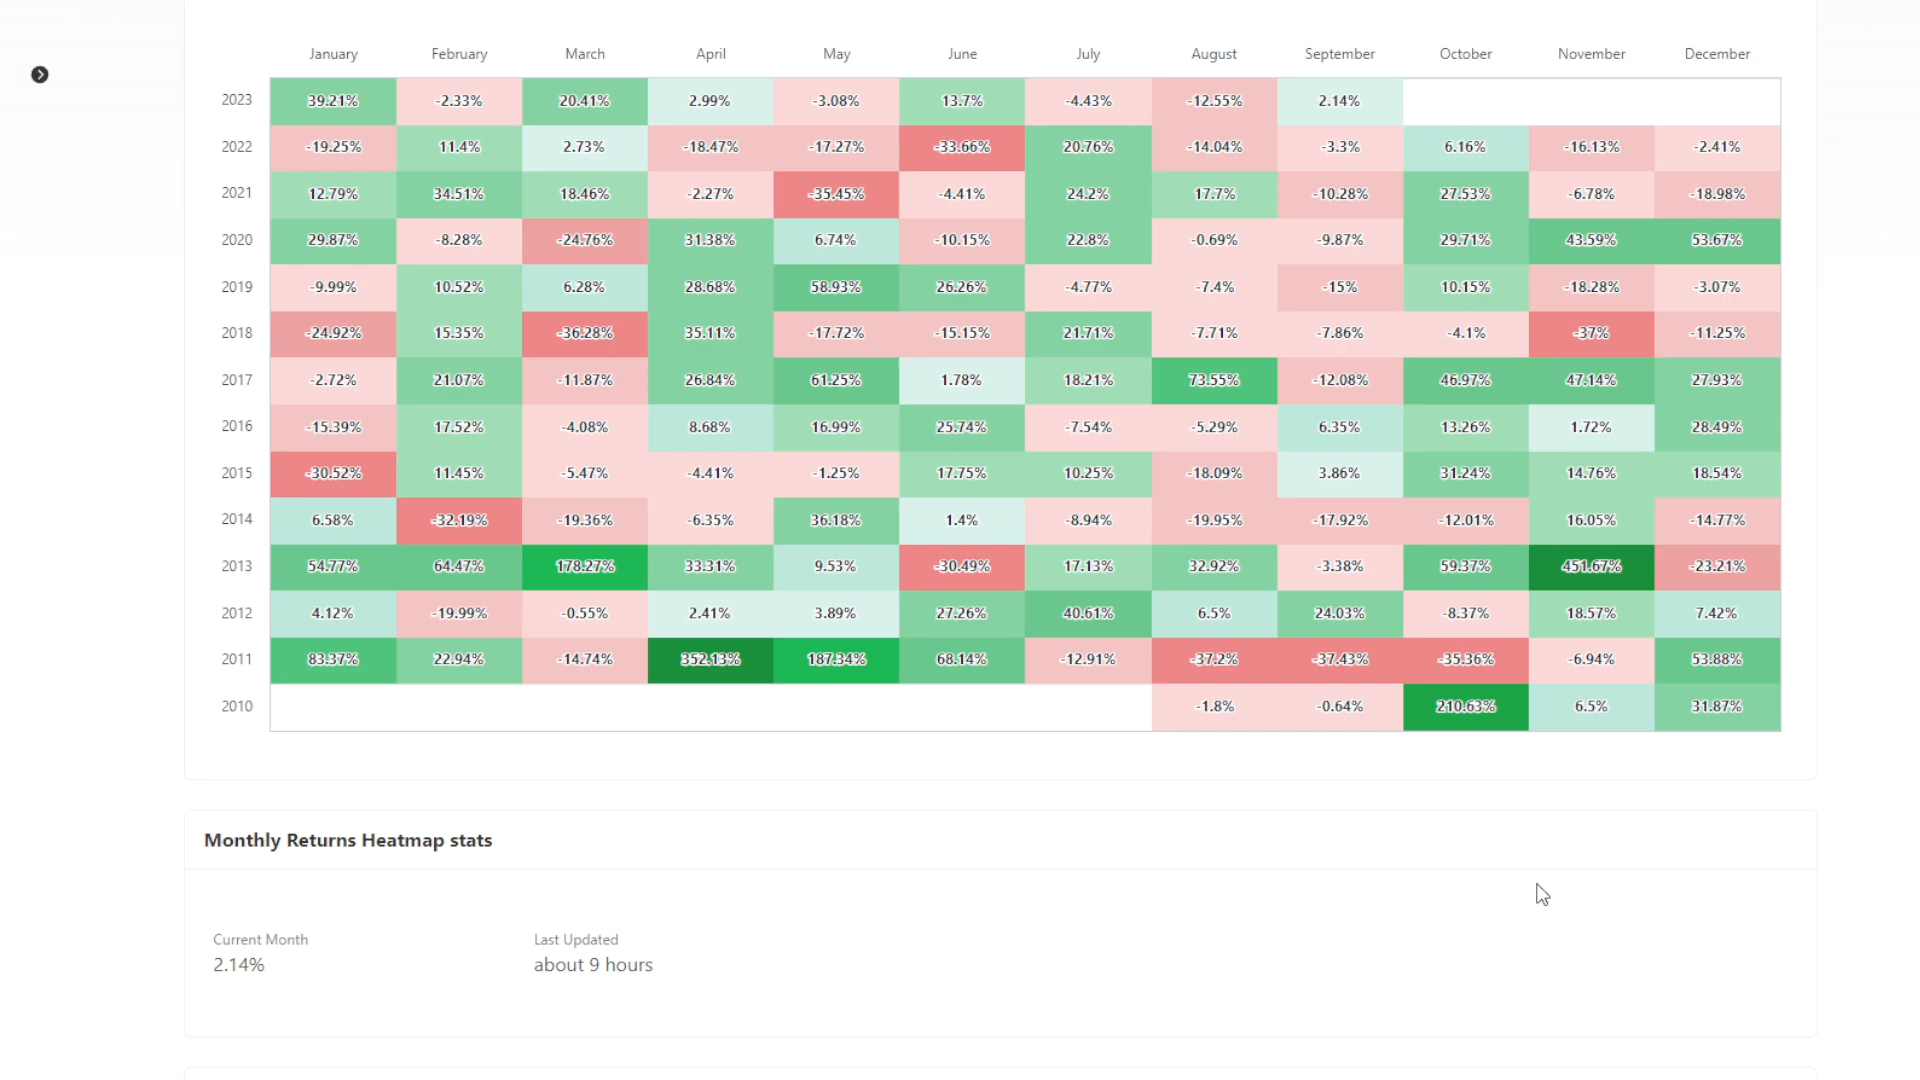 January February March April May June July August September October November December
2023 39.21% -2.33% 20.41% 2.99% -3.08% 13.7% -4.43% -12.55% 2.14%
2022 -19.25% 11.4% 2.73% -18.47% -17.27% -33.66% 20.76% -14.04% -3.3% 6.16% -16.13% -2.41%
2021 12.79% 34.51% 18.46% -2.27% -35.45% -4.41% 24.2% 17.7% -10.28% 27.53% -6.78% -18.98%
2020 29.87% -8.28% -24.76% 31.38% 6.74% -10.15% 22.8% -0.69% -9.87% 29.71% 43.59% 53.67%
2019 -9.99% 10.52% 6.28% 28.68% 58.93% 26.26% -4.77% -7.4% -15% 10.15% -18.28% -3.07%
2018 -24.92% 15.35% -36.28% 35.11% -17.72% -15.15% 21.71% -7.71% -7.86% -4.1% -37% -11.25%
2017 -2.72% 21.07% -11.87% 26.84% 61.25% 1.78% 18.21% 73.55% -12.08% 46.97% 47.14% 27.93%
2016 -15.39% 17.52% -4.08% 8.68% 16.99% 25.74% -7.54% -5.29% 6.35% 13.26% 1.72% 28.49%
2015 -30.52% 11.45% -5.47% -4.41% -1.25% 17.75% 10.25% -18.09% 3.86% 31.24% 14.76% 18.54%
2014 6.58% -32.19% -19.36% -6.35% 36.18% 1.4% -8.94% -19.95% -17.92% -12.01% 16.05% -14.77%
2013 54.77% 64.47% 178.27% 33.31% 9.53% -30.49% 17.13% 32.92% -3.38% 59.37% 451.67% -23.21%
2012 4.12% -19.99% -0.55% 2.41% 3.89% 27.26% 40.61% 6.5% 24.03% -8.37% 18.57% 7.42%
2011 83.37% 22.94% -14.74% 352.13% 187.34% 68.14% -12.91% -37.2% -37.43% -35.36% -6.94% 53.88%
2010 -1.8% -0.64% 210.63% 6.5% 31.87%
Monthly Returns Heatmap stats
Current Month Last Updated
2.14% about 9 hours